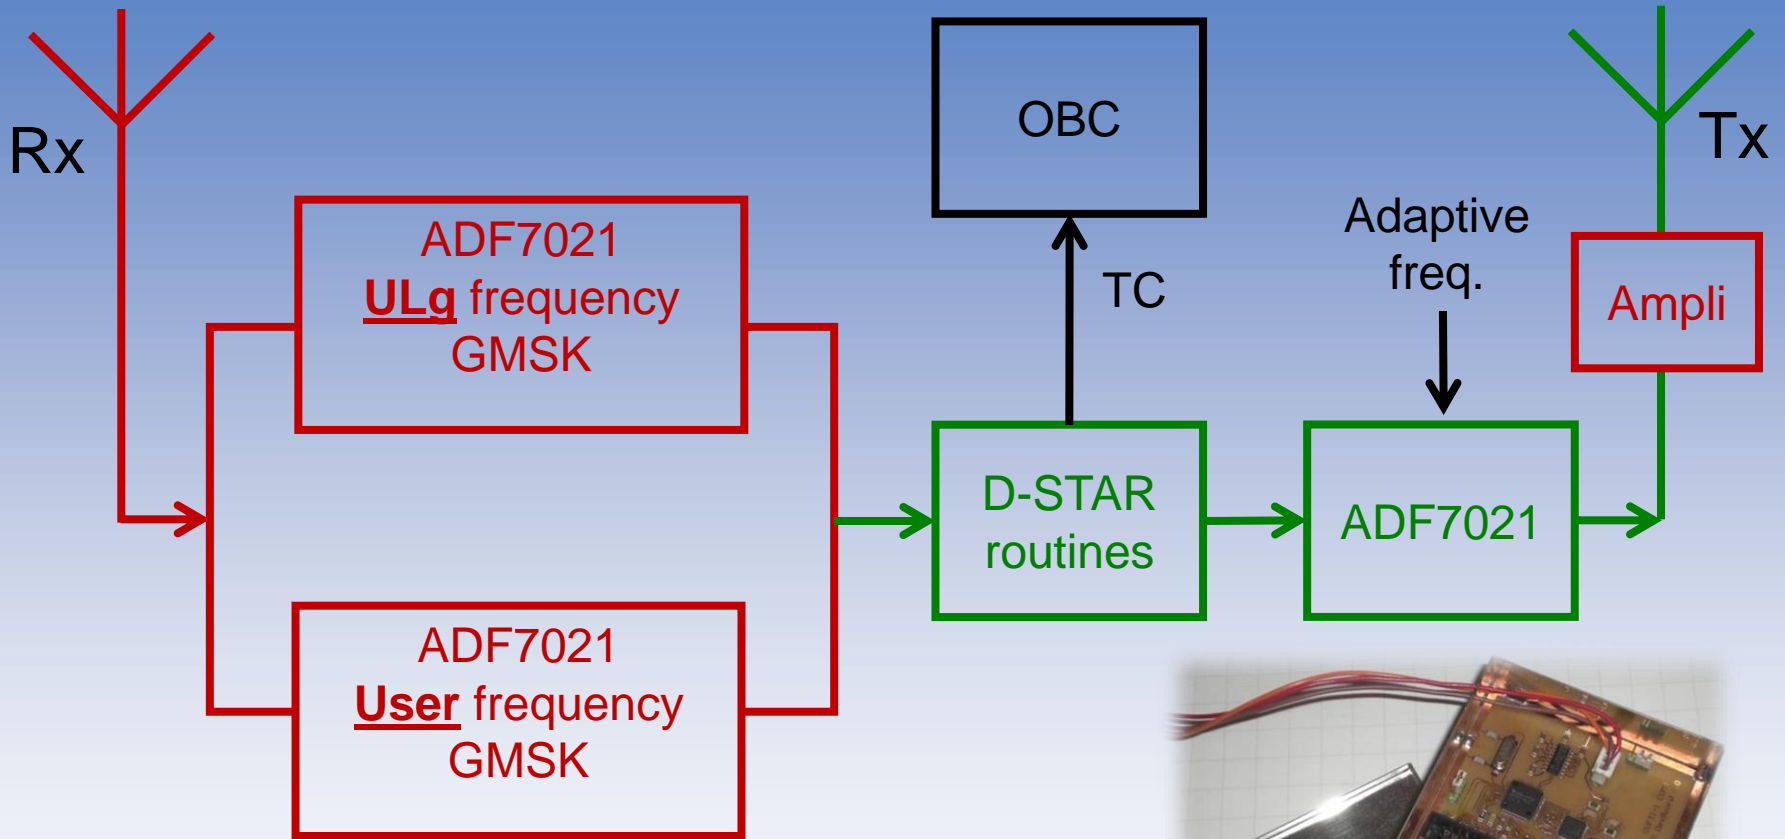 Rx
ADF7021
ULg frequency
GMSK
ADF7021
User frequency
GMSK
OBC
TC
D-STAR
routines
Adaptive
freq.
ADF7021
Ampli
Tx